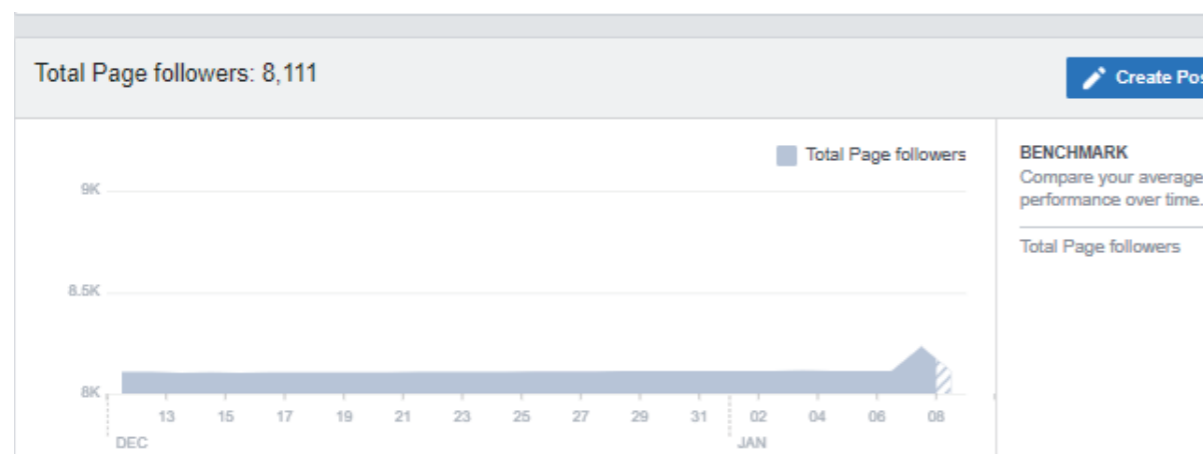 Total Page followers: 8,111
Create Pos
Total Page followers
BENCHMARK
Compare your average
performance over time.
Total Page followers
9K
8.5K
8K
13 15 17 19 21 23 25 27 29 31 02 04 06 08
DEC JAN